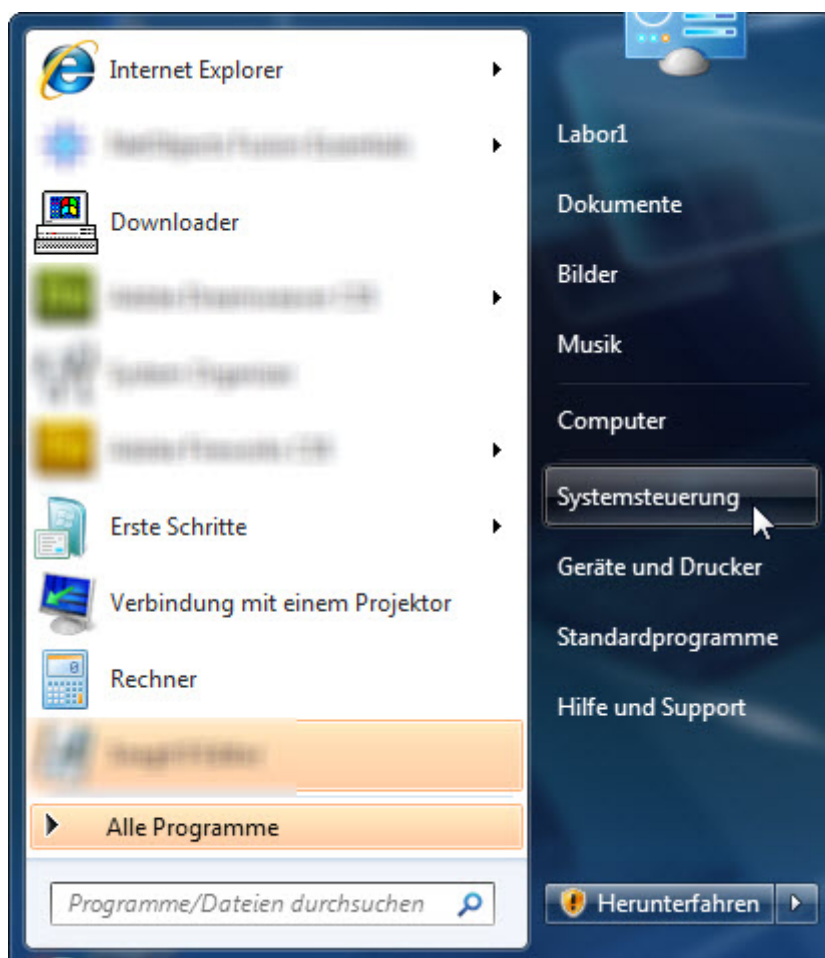 Internet Explorer
Downloader
Erste Schritte
Verbindung mit einem Projektor
Rechner
Alle Programme
Programme/Dateien durchsuchen
Labor1
Dokumente
Bilder
Musik
Computer
Systemsteuerung
Geräte und Drucker
Standardprogramme
Hilfe und Support
Herunterfahren